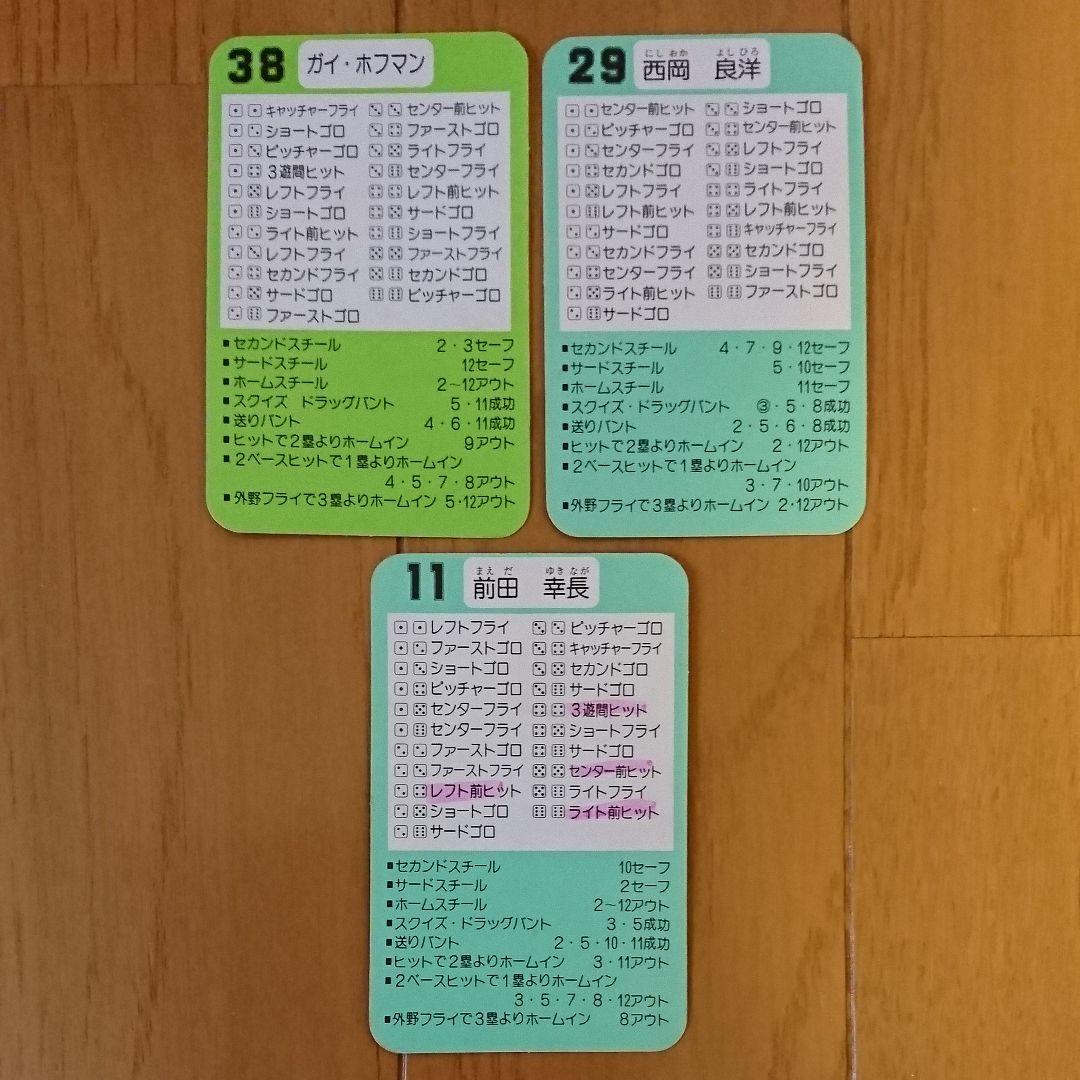 38 ガイ・ホフマン
キャッチャーフライ
ショートゴロ
ピッチャーゴロ
3遊間ヒット
レフトフライ
ショートゴロ
ライト前ヒット
レフトフライ
セカンドフライ
サードゴロ
ファーストゴロ
センター前ヒット
ファーストゴロ
ライトフライ
センターフライ
レフト前ヒット
サードゴロ
ショートフライ
ファーストフライ
セカンドゴロ
ピッチャーゴロ
■セカンドスチール 2・3セーフ
■サードスチール 12セーフ
■ホームスチール 2〜12アウト
■スクイズ ドラッグバント 5・11成功
■送りバント 4・6・11成功
■ヒットで2塁よりホームイン 9アウト
■2ベースヒットで1塁よりホームイン
4・5・7・8アウト
■外野フライで3塁よりホームイン 5・12アウト
にし おか よし ひろ
29 西岡 良洋
センター前ヒット
ピッチャーゴロ
センターフライ
セカンドゴロ
レフトフライ
レフト前ヒット
サードゴロ
セカンドフライ
センターフライ
ライト前ヒット
サードゴロ
ショートゴロ
センター前ヒット
レフトフライ
ショートゴロ
ライトフライ
レフト前ヒット
キャッチャーフライ
セカンドゴロ
ショートフライ
ファーストゴロ
■セカンドスチール 4・7・9・12セーフ
■サードスチール 5・10セーフ
■ホームスチール 11セーフ
■スクイズ・ドラッグバント ③・5・8成功
■送りバント 2・5・6・8成功
■ヒットで2塁よりホームイン 2・12アウト
■2ベースヒットで1塁よりホームイン
3・7・10アウト
■外野フライで3塁よりホームイン 2・12アウト
まえ だ ゆき なが
11 前田 幸長
レフトフライ
ファーストゴロ
ショートゴロ
ピッチャーゴロ
センターフライ
センターフライ
ファーストゴロ
ファーストフライ
レフト前ヒット
ショートゴロ
サードゴロ
ピッチャーゴロ
キャッチャーフライ
セカンドゴロ
サードゴロ
3遊間ヒット
ショートフライ
サードゴロ
センター前ヒット
ライトフライ
ライト前ヒット
■セカンドスチール 10セーフ
■サードスチール 2セーフ
■ホームスチール 2〜12アウト
■スクイズ・ドラッグバント 3・5成功
■送りバント 2・5・10・11成功
■ヒットで2塁よりホームイン 3・11アウト
■2ベースヒットで1塁よりホームイン
3・5・7・8・12アウト
■外野フライで3塁よりホームイン 8アウト